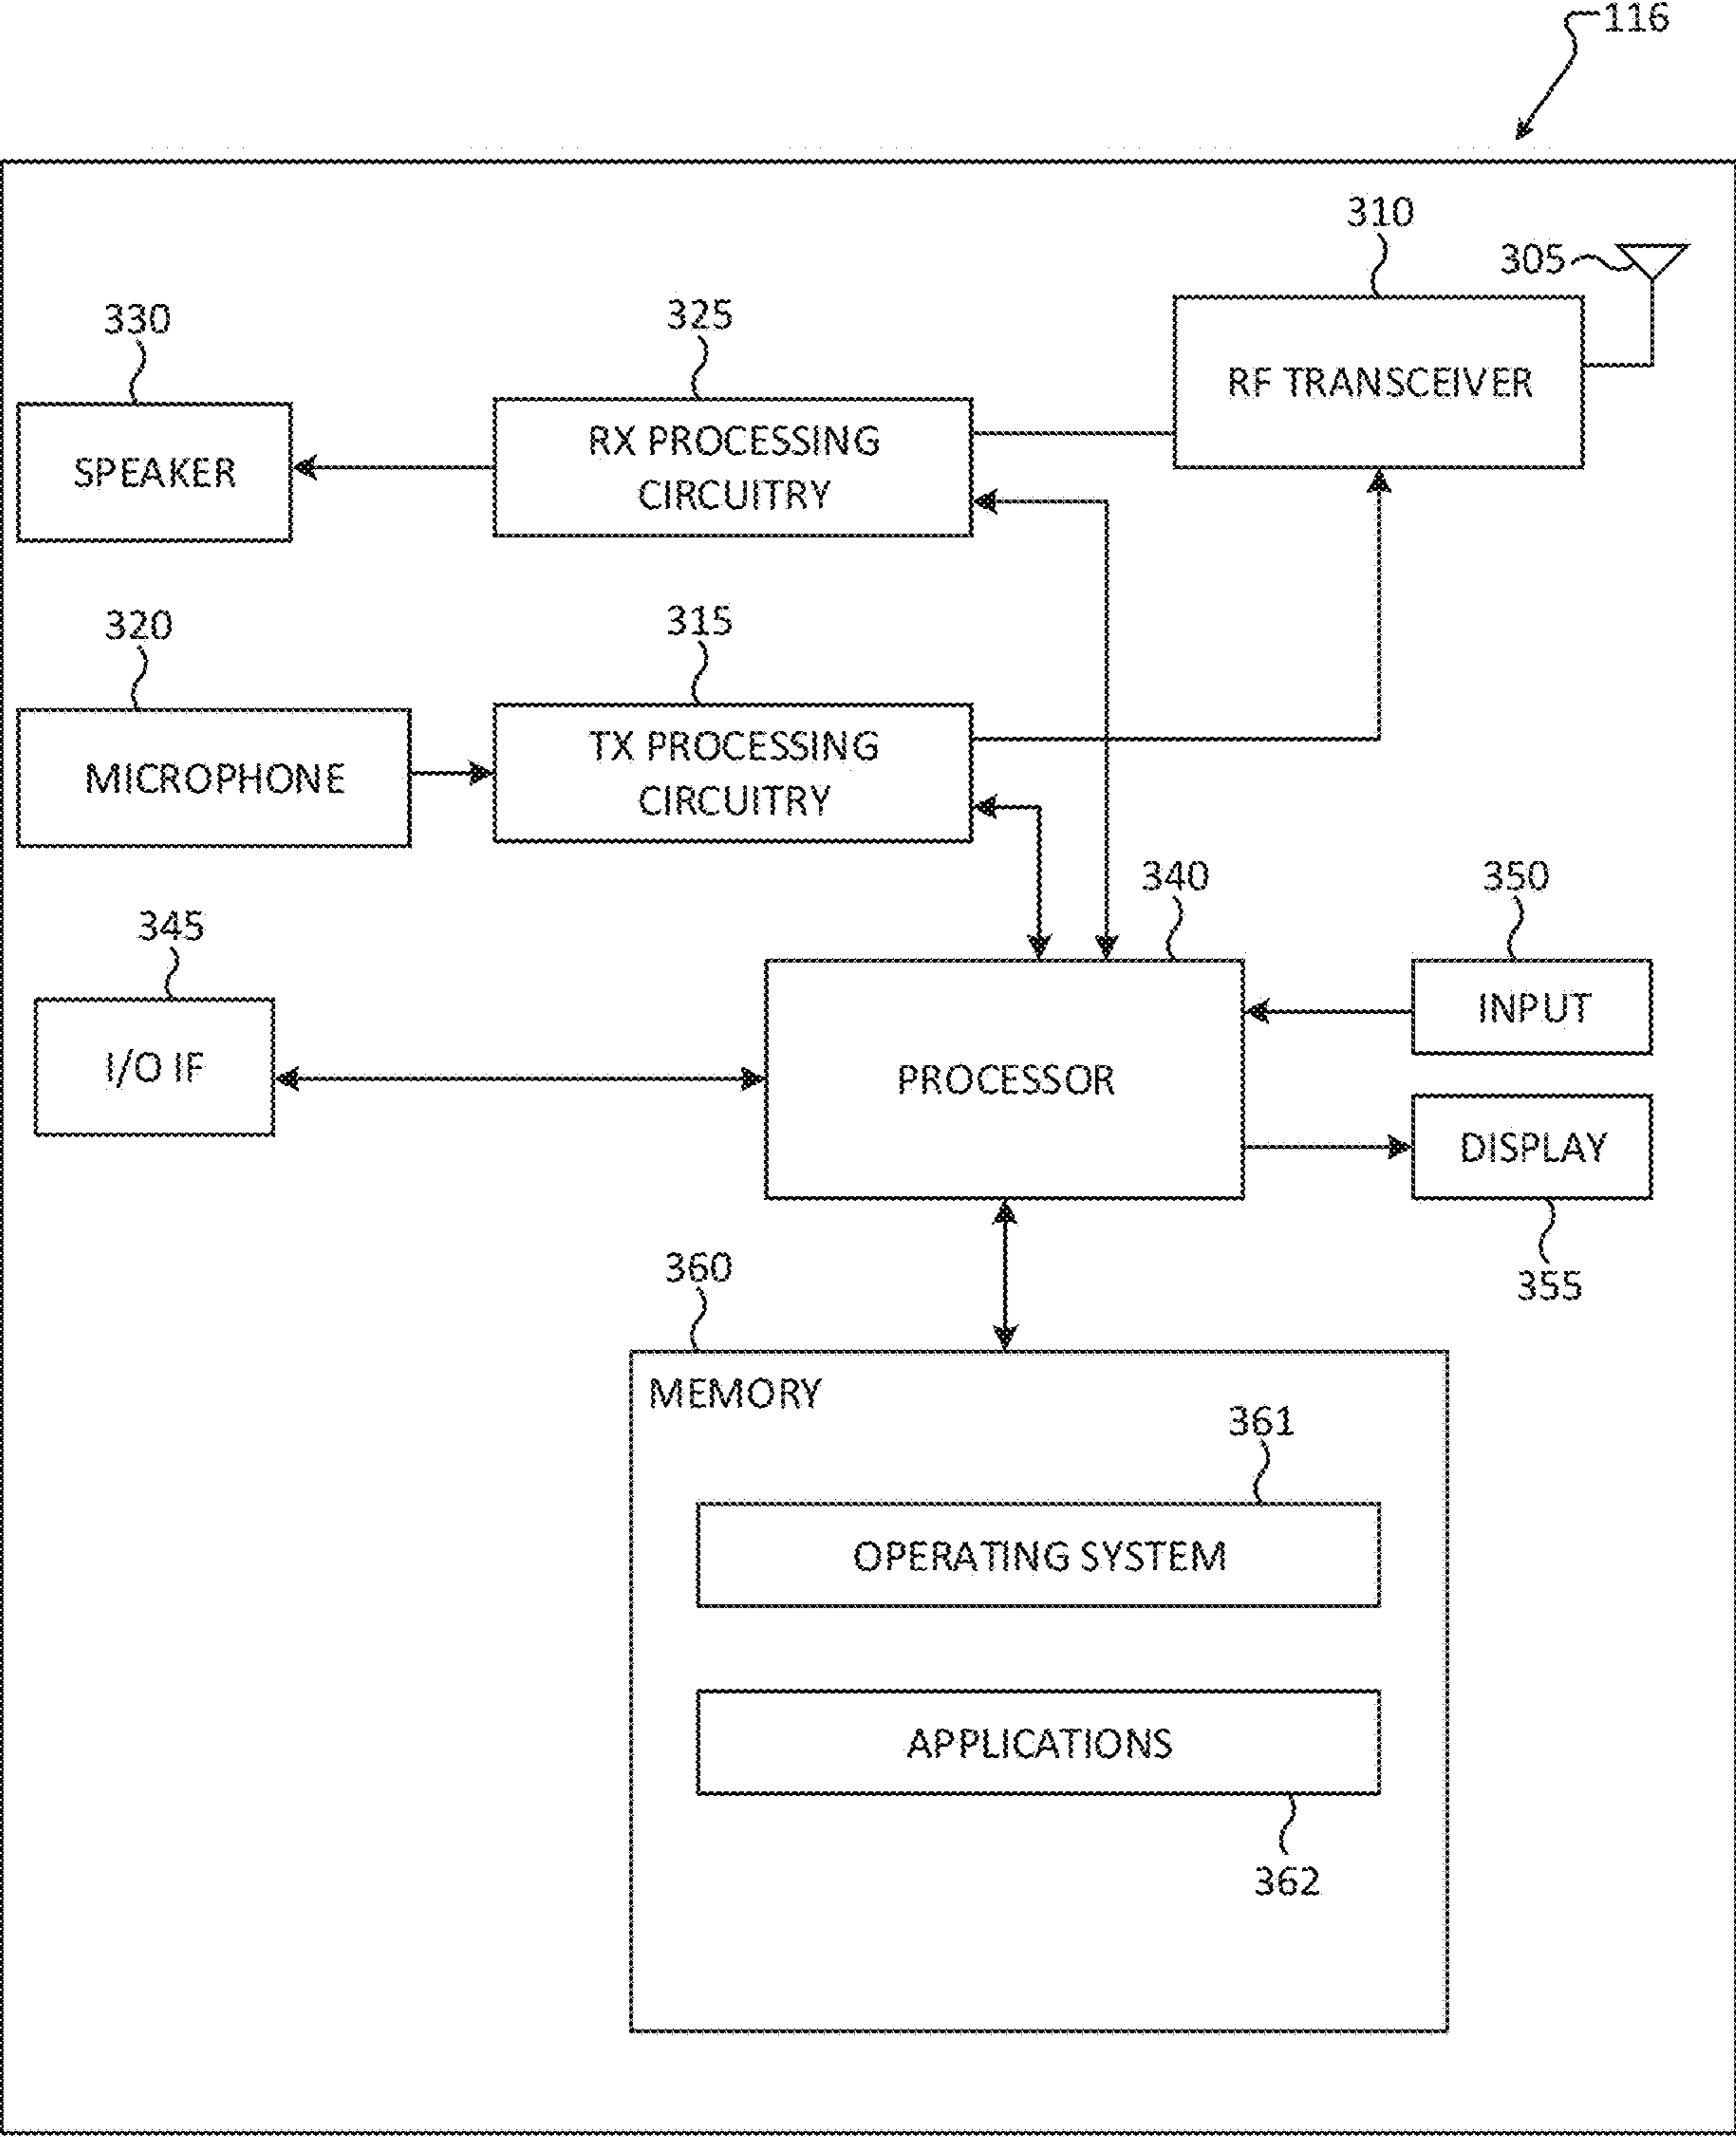 116
310
305
330
325
RF TRANSCEIVER
SPEAKER
RX PROCESSING
CIRCUITRY
320
315
MICROPHONE
TX PROCESSING
CIRCUITRY
345
340
350
I/O IF
PROCESSOR
INPUT
DISPLAY
355
360
MEMORY
361
OPERATING SYSTEM
APPLICATIONS
362